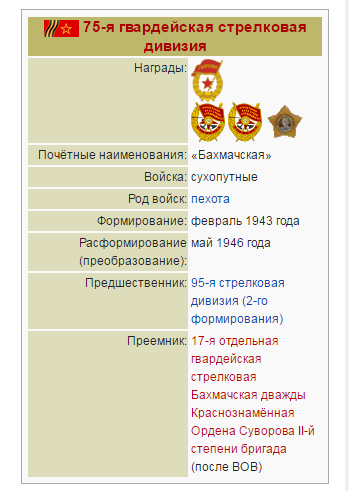 75-я гвардейская стрелковая
дивизия
Награды:
Почётные наименования: «Бахмачская»
Войска: сухопутные
Род войск: пехота
Формирование: февраль 1943 года
Расформирование (преобразование): май 1946 года
Предшественник: 95-я стрелковая
дивизия (2-го
формирования)
Преемник: 17-я отдельная
гвардейская
стрелковая
Бахмачская дважды
Краснознамённая
Ордена Суворова II-й
степени бригада
(после ВОВ)